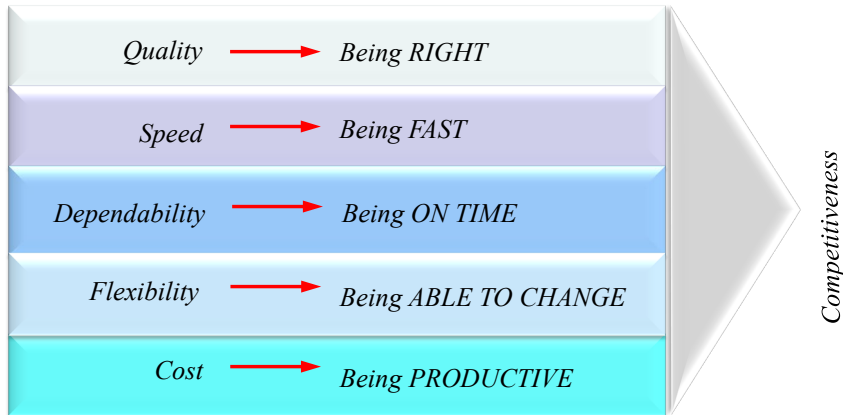 Quality Being RIGHT
Speed Being FAST
Dependability Being ON TIME
Flexibility Being ABLE TO CHANGE
Cost Being PRODUCTIVE
Competitiveness